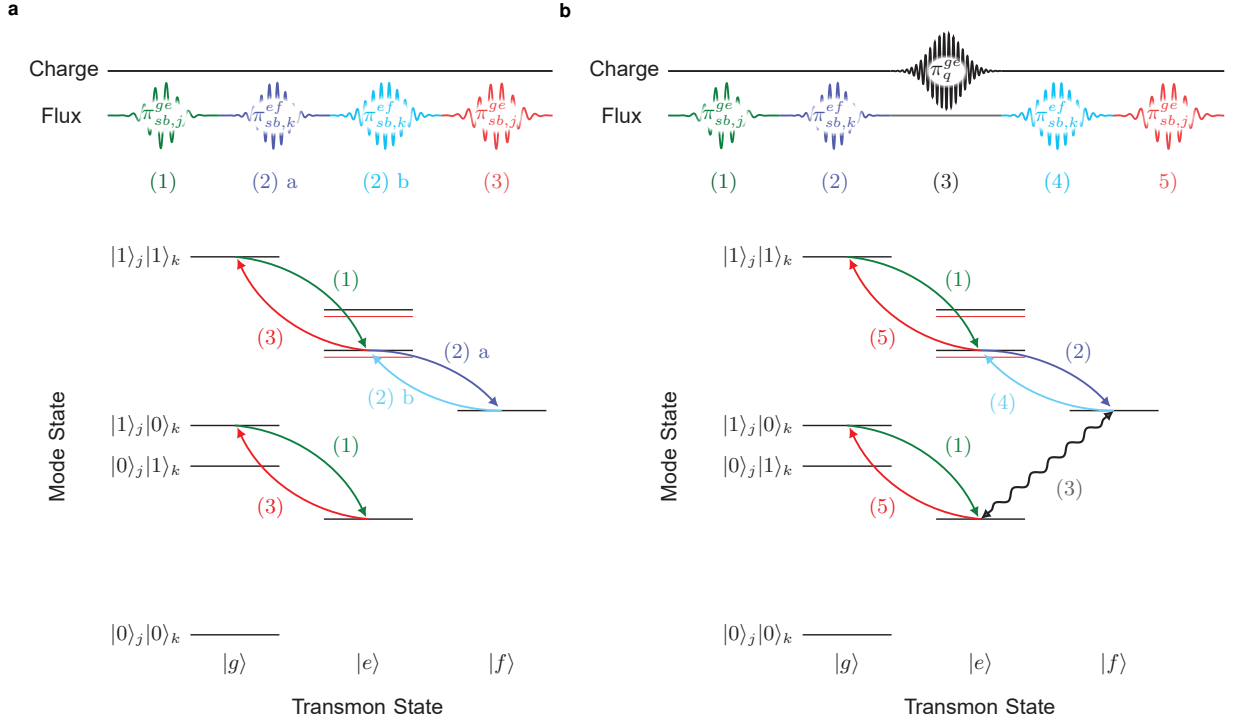 a
Charge
Flux
π^{ge}_{sb,j} π^{ef}_{sb,k} π^{ef}_{sb,k} π^{ge}_{sb,j}
(1) (2) a (2) b (3)
|1⟩_j|1⟩_k
(1)
(3)
(2) a
(2) b
|1⟩_j|0⟩_k
(1)
|0⟩_j|1⟩_k
(3)
|0⟩_j|0⟩_k
|g⟩ |e⟩ |f⟩
Mode State
Transmon State
b
Charge
π^{ge}_q
Flux
π^{ge}_{sb,j} π^{ef}_{sb,k} π^{ef}_{sb,k} π^{ge}_{sb,j}
(1) (2) (3) (4) 5)
|1⟩_j|1⟩_k
(1)
(5)
(2)
(4)
|1⟩_j|0⟩_k
(1)
|0⟩_j|1⟩_k
(5)
(3)
|0⟩_j|0⟩_k
|g⟩ |e⟩ |f⟩
Mode State
Transmon State